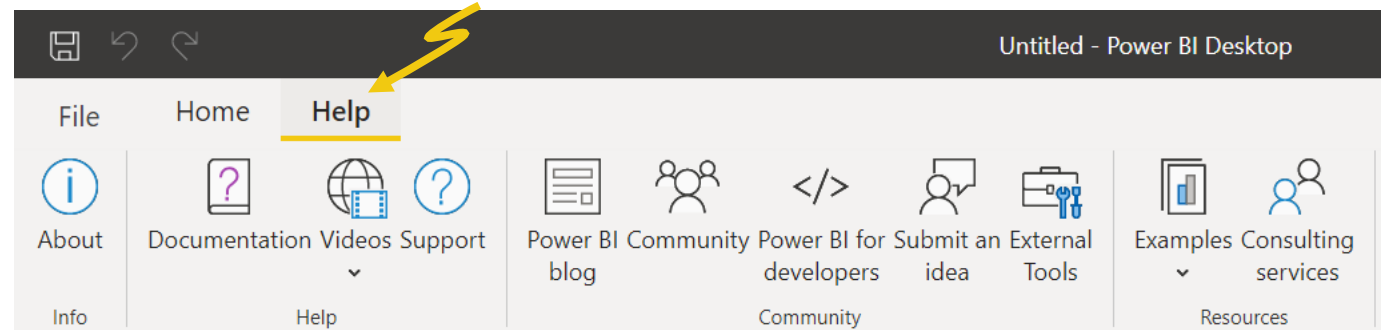 Untitled - Power BI Desktop
File Home Help
About Documentation Videos Support Power BI Community Power BI for Submit an External Examples Consulting
blog developers idea Tools services
Info Help Community Resources